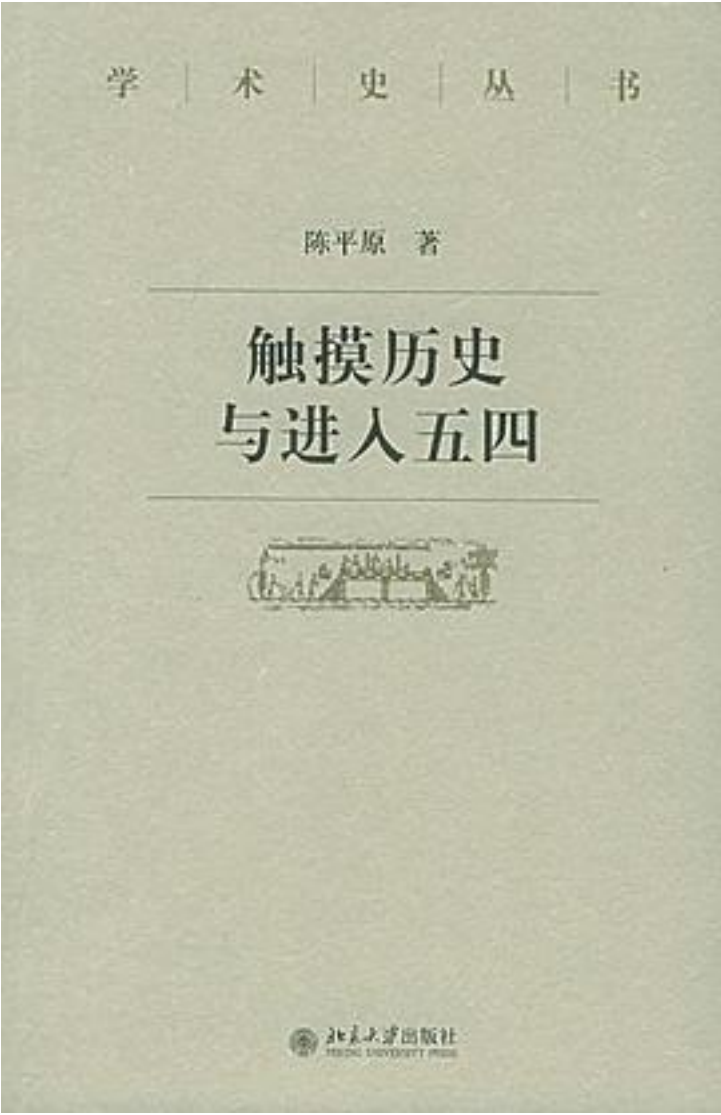 学 术 史 丛 书
陈平原 著
触摸历史
与进入五四
北京大学出版社
PEKING UNIVERSITY PRESS